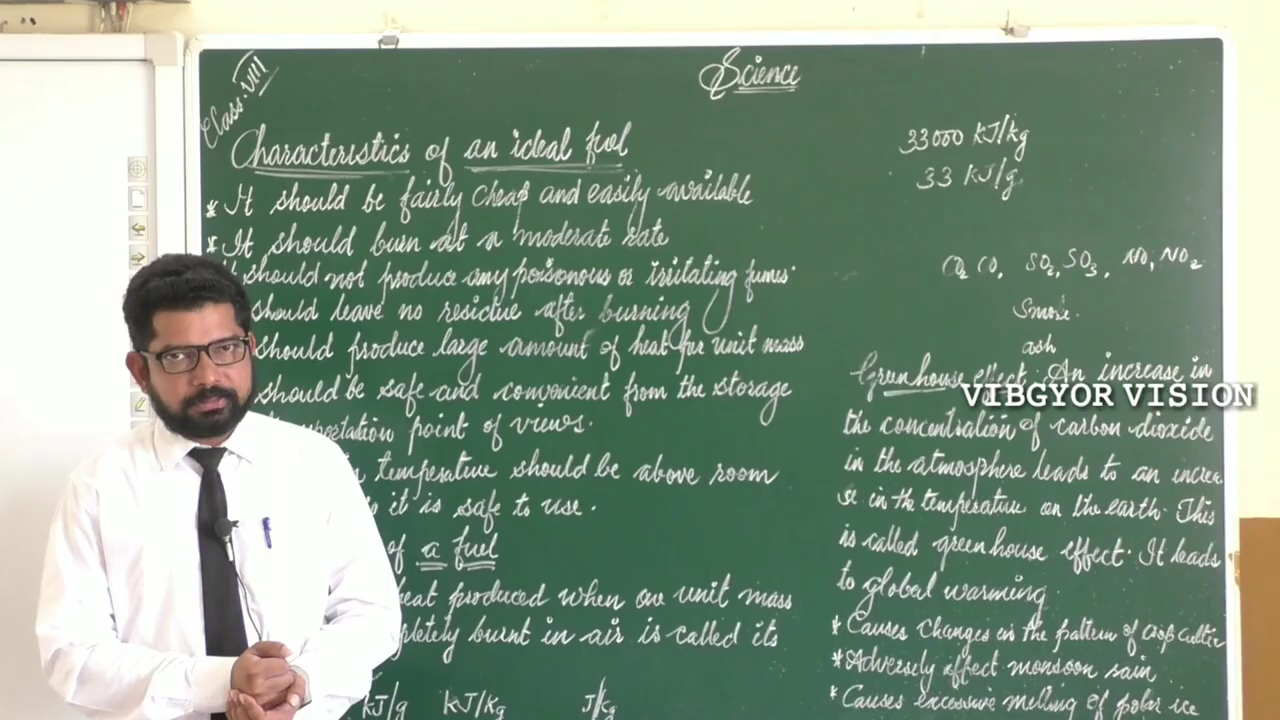 Class. VIII
Science
Characteristics of an ideal fuel
* It should be fairly cheap and easily available
* It should burn at a moderate rate
It should not produce any poisonous or irritating fumes.
should leave no residue after burning
should produce large amount of heat per unit mass
should be safe and convenient from the storage
portation point of views.
temperature should be above room
it is safe to use.
of a fuel
heat produced when one unit mass
pletely burnt in air is called its
kJ/g kJ/kg J/kg
33000 kJ/kg
33 kJ/g
CO2 CO, SO2, SO3, NO, NO2
Smoke.
ash
Green house effect: An increase in
VIBGYOR VISION
the concentration of carbon dioxide
in the atmosphere leads to an increa
se in the temperature on the earth. This
is called green house effect. It leads
to global warming
* Causes changes in the pattern of crop
* Adversely affect monsoon rain
* Causes excessive melting of polar ice